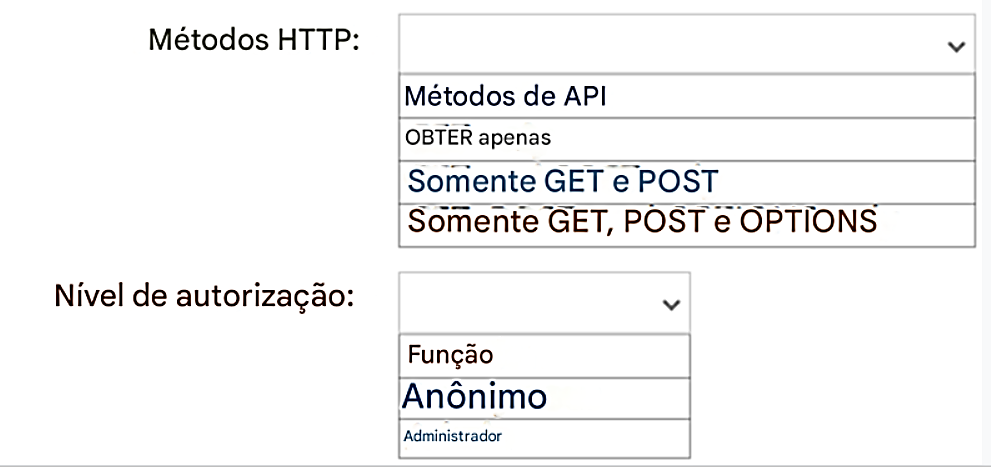 Métodos HTTP:
Métodos de API
OBTER apenas
Somente GET e POST
Somente GET, POST e OPTIONS
Nível de autorização:
Função
Anônimo
Administrador